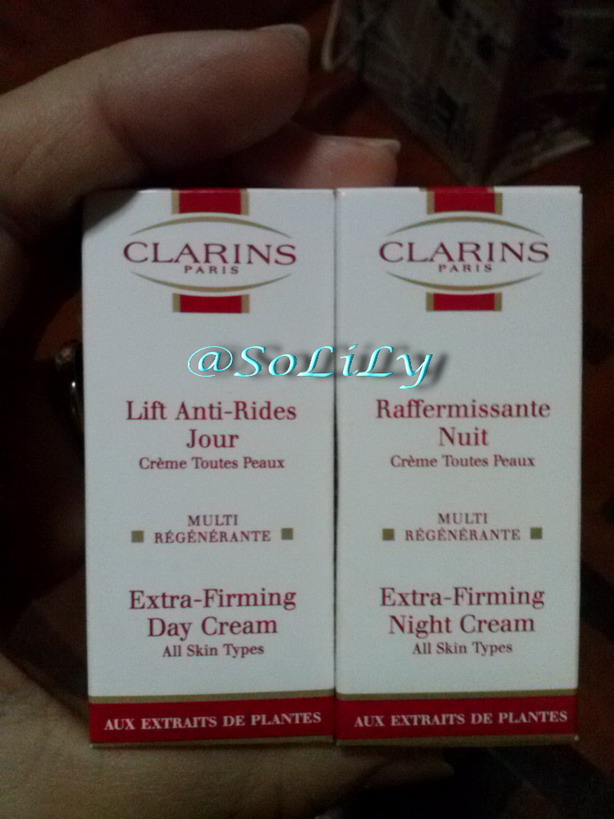 CLARINS
PARIS
@SoLiLy
Lift Anti-Rides
Jour
Crème Toutes Peaux
MULTI
RÉGÉNÉRANTE
Extra-Firming
Day Cream
All Skin Types
AUX EXTRAITS DE PLANTES
CLARINS
PARIS
Raffermissante
Nuit
Crème Toutes Peaux
MULTI
RÉGÉNÉRANTE
Extra-Firming
Night Cream
All Skin Types
AUX EXTRAITS DE PLANTES